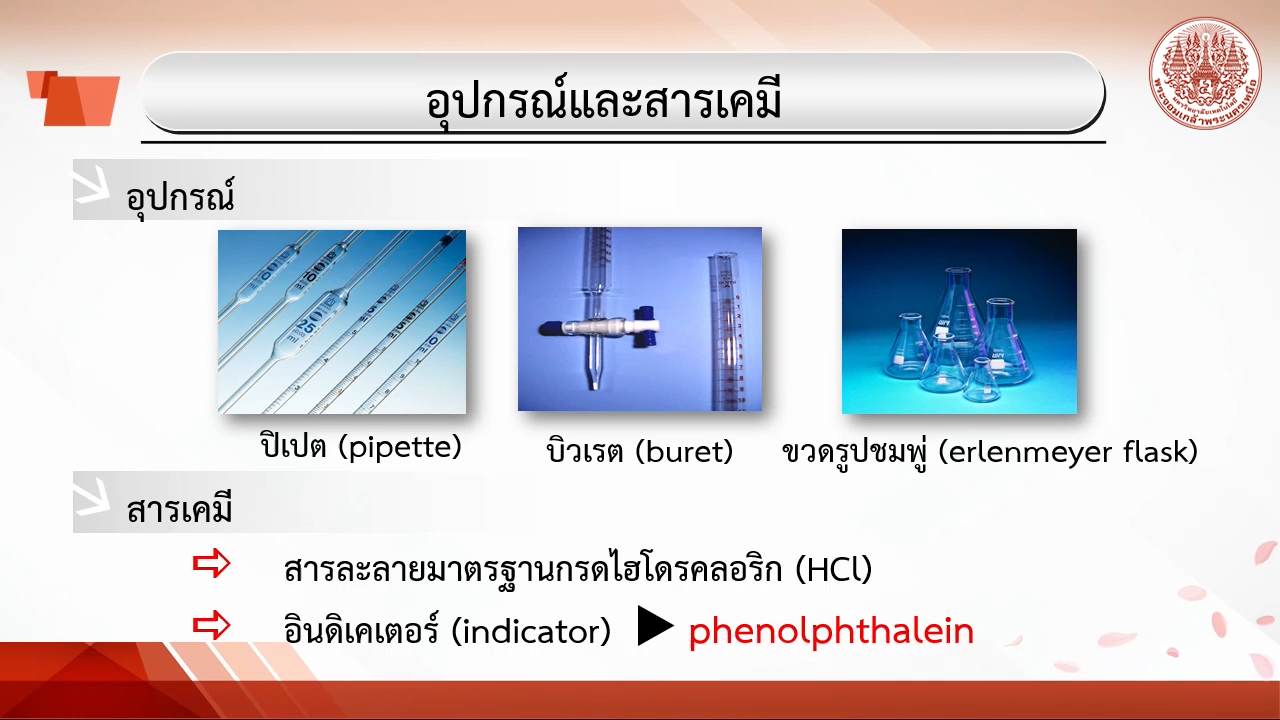 อุปกรณ์และสารเคมี
อุปกรณ์
ปิเปต (pipette)
บิวเรต (buret)
ขวดรูปชมพู่ (erlenmeyer flask)
สารเคมี
สารละลายมาตรฐานกรดไฮโดรคลอริก (HCl)
อินดิเคเตอร์ (indicator) ▶ phenolphthalein